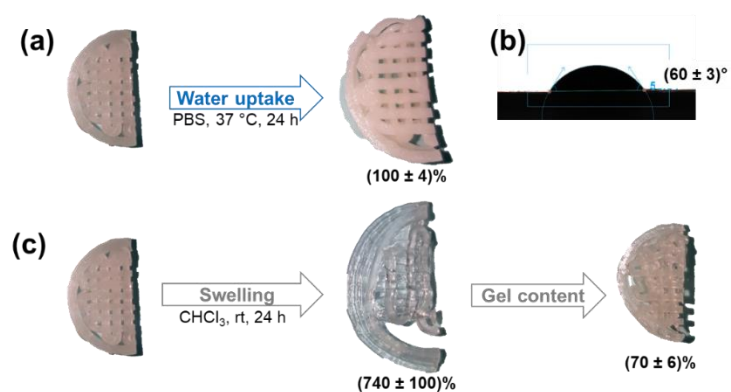 (a)
Water uptake
PBS, 37 °C, 24 h
(100 ± 4)%
(b)
(60 ± 3)°
(c)
Swelling
CHCl₃, rt, 24 h
(740 ± 100)%
Gel content
(70 ± 6)%